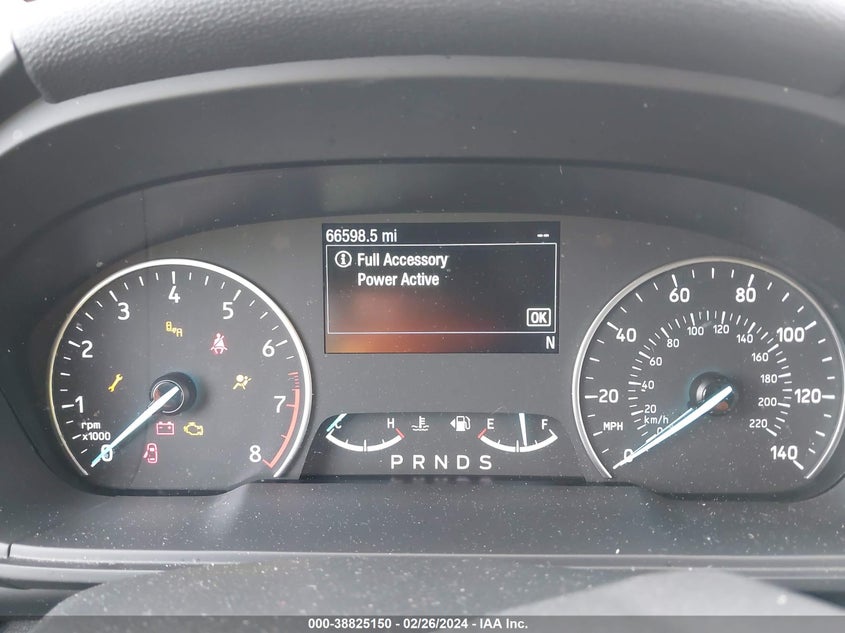 66598.5 mi --
Full Accessory
Power Active
OK
N
0 1 2 3 4 5 6 7 8
rpm
x1000
A
C H E F
P R N D S
0 20 40 60 80 100 120 140
MPH
0 20 40 60 80 100 120 140 160 180 200 220
km/h
000-38825150 - 02/26/2024 - IAA Inc.